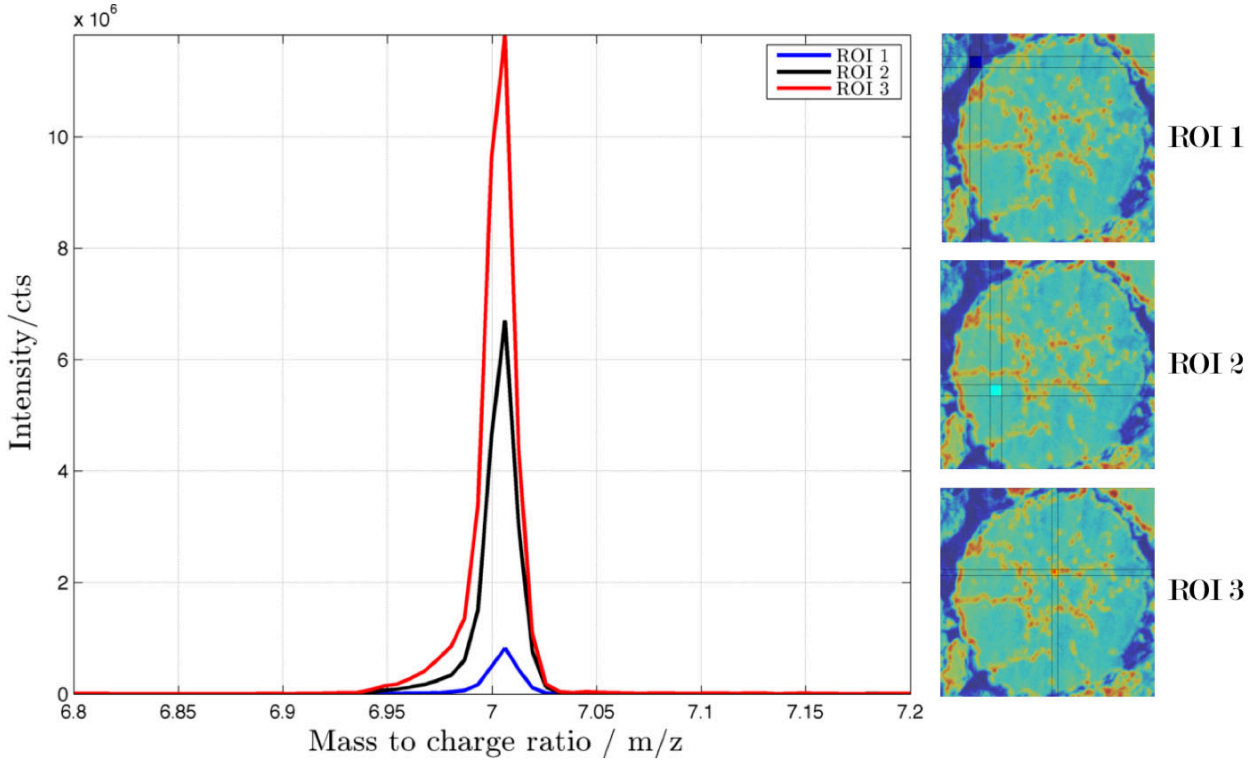 x 10⁶
10
8
6
4
2
0
Intensity/cts
6.8 6.85 6.9 6.95 7 7.05 7.1 7.15 7.2
Mass to charge ratio / m/z
ROI 1
ROI 2
ROI 3
ROI 1
ROI 2
ROI 3